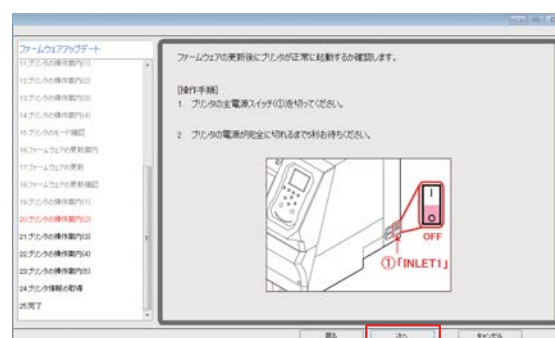 ファームウェアアップデート
11.プリンタの操作案内(1)
12.プリンタの操作案内(2)
13.プリンタの操作案内(3)
14.プリンタの操作案内(4)
15.プリンタのモード確認
16.ファームウェアの更新案内
17.ファームウェアの更新
18.ファームウェアの更新確認
19.プリンタの操作案内(1)
20.プリンタの操作案内(2)
21.プリンタの操作案内(3)
22.プリンタの操作案内(4)
23.プリンタの操作案内(5)
24.プリンタ情報の取得
25.完了
ファームウェアの更新後にプリンタが正常に起動するか確認します。
[操作手順]
1. プリンタの主電源スイッチ(①)を切ってください。
2. プリンタの電源が完全に切れるまで5秒お待ちください。
OFF
①「INLET1」
戻る
次へ
キャンセル